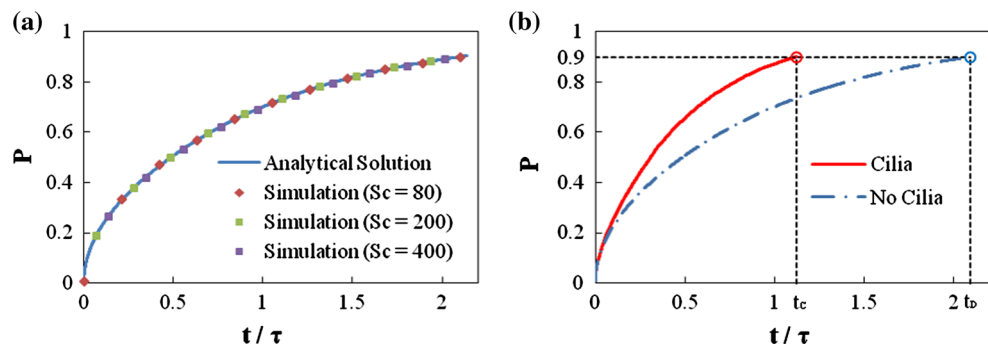 (a)
1
0.8
0.6
0.4
0.2
0
P
Analytical Solution
Simulation (Sc = 80)
Simulation (Sc = 200)
Simulation (Sc = 400)
0 0.5 1 1.5 2
t / τ
(b)
1
0.9
0.8
0.6
0.4
0.2
0
P
Cilia
No Cilia
0 0.5 1 tC 1.5 2 tD
t / τ